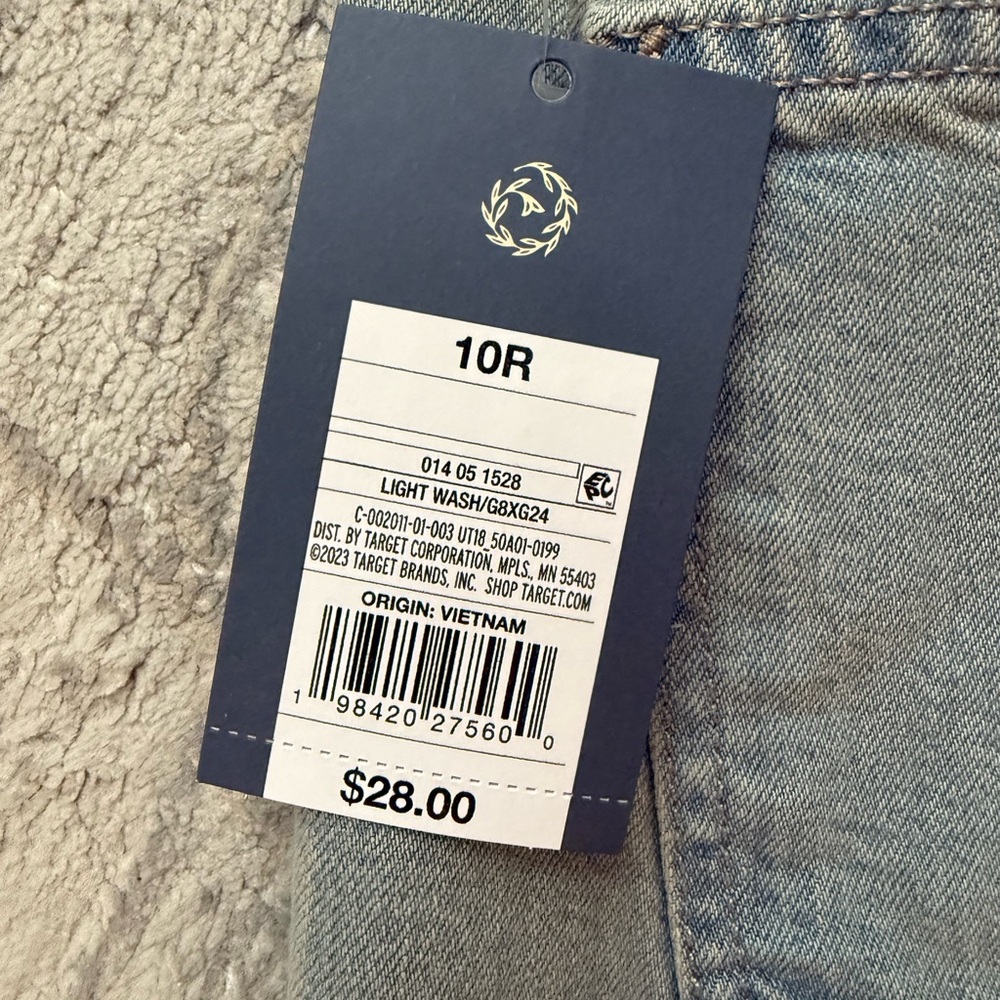 10R
014 05 1528
LIGHT WASH/G8XG24
C-002011-01-003 UT18_50A01-0199
DIST. BY TARGET CORPORATION, MPLS., MN 55403
©2023 TARGET BRANDS, INC. SHOP TARGET.COM
ORIGIN: VIETNAM
1 98420 27560 0
$28.00